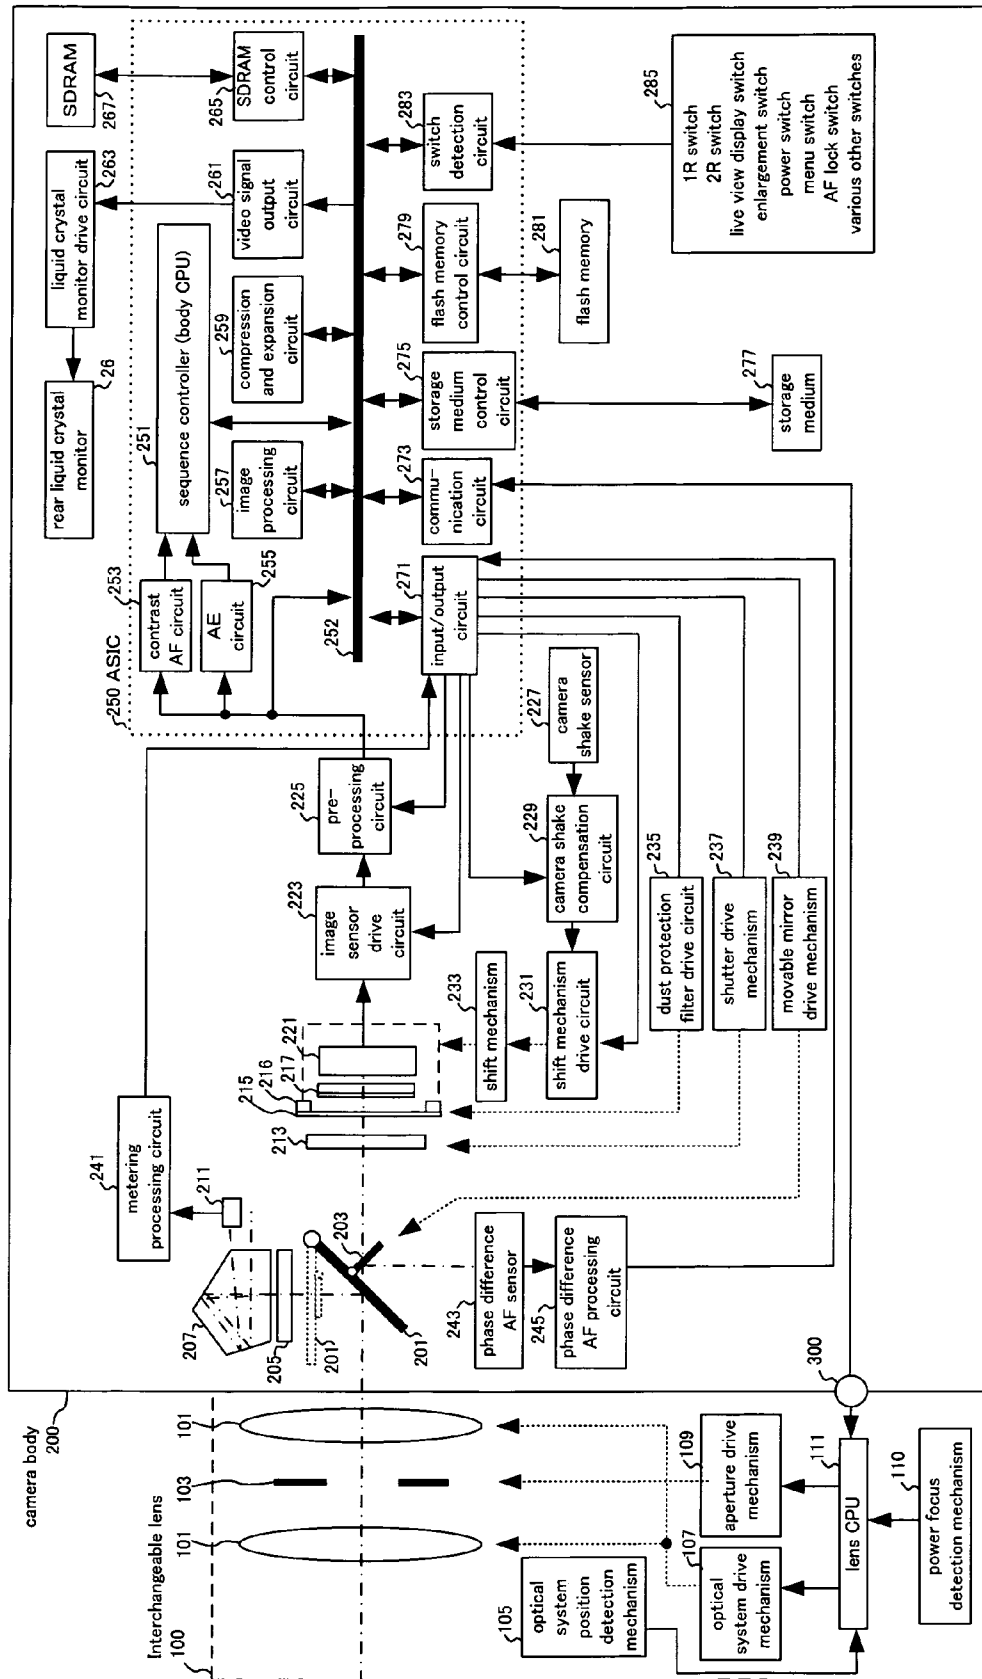 camera body
200
Interchangeable lens
100
101
103
101
105
optical
system
position
detection
mechanism
107
optical
system drive
mechanism
109
aperture drive
mechanism
lens CPU
111
power focus
detection mechanism
110
300
207
205
201
201
203
211
241
metering
processing circuit
213
215
216
217
221
243
phase difference
AF sensor
245
phase difference
AF processing
circuit
223
image
sensor
drive
circuit
225
pre-
processing
circuit
shift mechanism
233
shift mechanism
drive circuit
231
camera shake
compensation
circuit
229
camera
shake sensor
227
dust protection
filter drive circuit
235
shutter drive
mechanism
237
movable mirror
drive mechanism
239
250 ASIC
253
contrast
AF circuit
AE
circuit
255
251
sequence controller (body CPU)
252
257
image
processing
circuit
259
compression
and expansion
circuit
261
video signal
output
circuit
265
SDRAM
control
circuit
rear liquid crystal
monitor
26
liquid crystal
monitor drive circuit
263
SDRAM
267
271
input/output
circuit
273
commu-
nication
circuit
275
storage
medium
control
circuit
279
flash memory
control circuit
283
switch
detection
circuit
277
storage
medium
281
flash memory
285
1R switch
2R switch
live view display switch
enlargement switch
power switch
menu switch
AF lock switch
various other switches